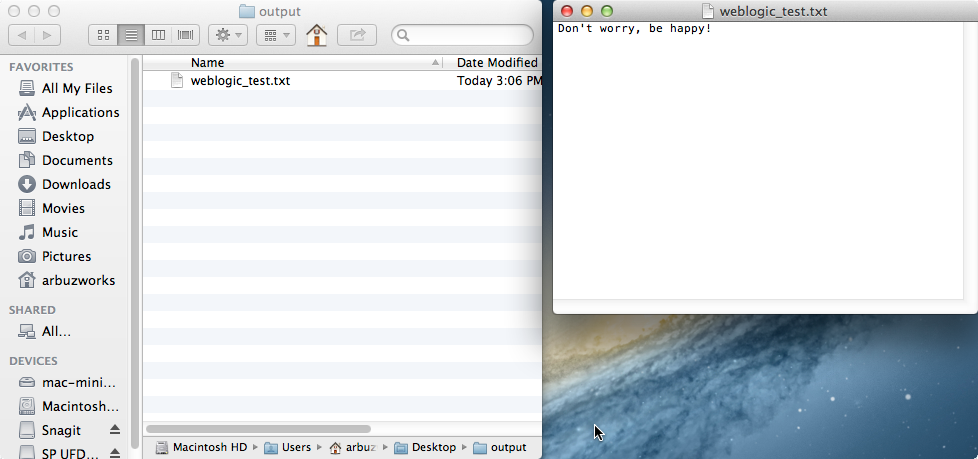 output
Name
Date Modified
weblogic_test.txt
Today 3:06 PM
FAVORITES
All My Files
Applications
Desktop
Documents
Downloads
Movies
Music
Pictures
arbuzworks
SHARED
All...
DEVICES
mac-mini...
Macintosh...
Snagit
SP UFD...
Macintosh HD
Users
arbuz
Desktop
output
weblogic_test.txt
Don't worry, be happy!